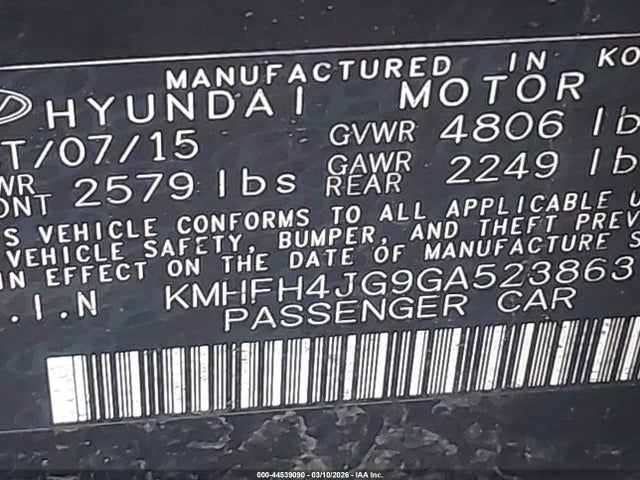 MANUFACTURED IN KO
HYUNDAI MOTOR
T/07/15 GVWR 4806 lb
WR
ONT 2579 lbs GAWR
REAR 2249 lb
S VEHICLE CONFORMS TO ALL APPLICABLE U
VEHICLE SAFETY, BUMPER, AND THEFT PREV
IN EFFECT ON THE DATE OF MANUFACTURE S
.I.N KMHFH4JG9GA523863
PASSENGER CAR
000-44539090 - 03/10/2026 - IAA Inc.